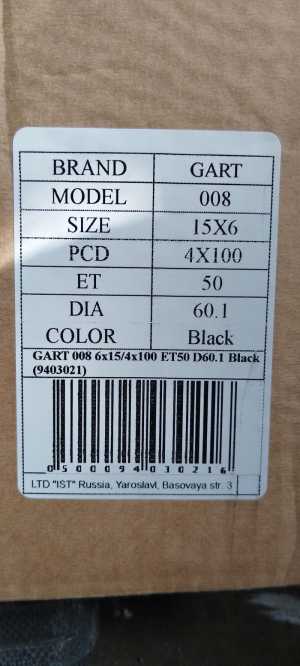 BRAND GART
MODEL 008
SIZE 15X6
PCD 4X100
ET 50
DIA 60.1
COLOR Black
GART 008 6x15/4x100 ET50 D60.1 Black
(9403021)
0500094030216
LTD "IST" Russia, Yaroslavl, Basovaya str. 3